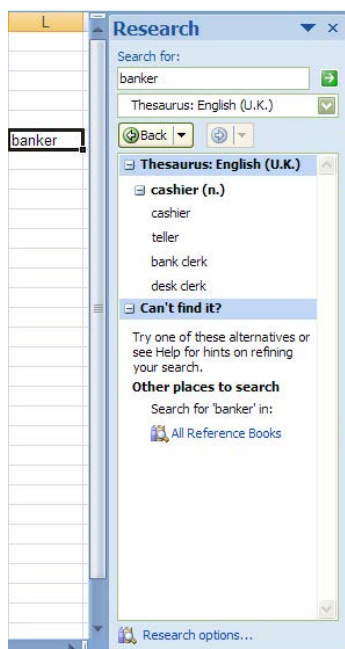 L
banker
Research
Search for:
banker
Thesaurus: English (U.K.)
Back
Thesaurus: English (U.K.)
cashier (n.)
cashier
teller
bank clerk
desk clerk
Can't find it?
Try one of these alternatives or
see Help for hints on refining
your search.
Other places to search
Search for 'banker' in:
All Reference Books
Research options...